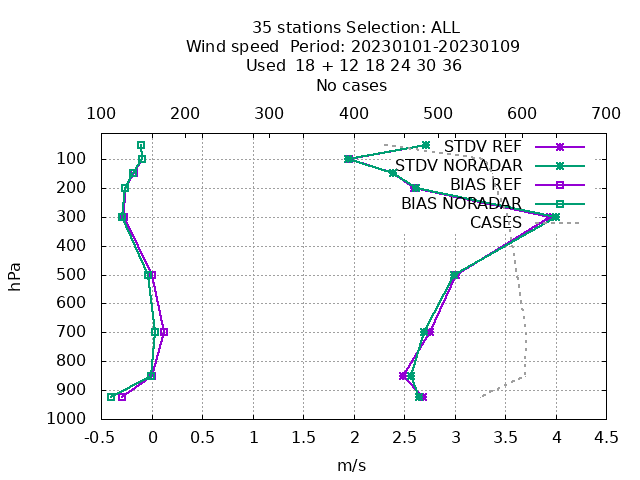 35 stations Selection: ALL
Wind speed  Period: 20230101-20230109
Used  18 + 12 18 24 30 36
No cases
100 200 300 400 500 600 700
STDV REF
STDV NORADAR
BIAS REF
BIAS NORADAR
CASES
100
200
300
400
500
600
700
800
900
1000
hPa
-0.5 0 0.5 1 1.5 2 2.5 3 3.5 4 4.5
m/s